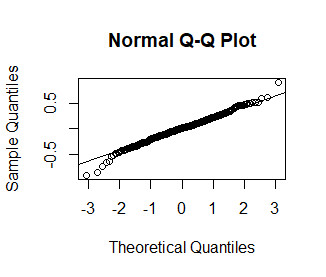 Normal Q-Q Plot
Sample Quantiles
0.5
-0.5
-3 -2 -1 0 1 2 3
Theoretical Quantiles